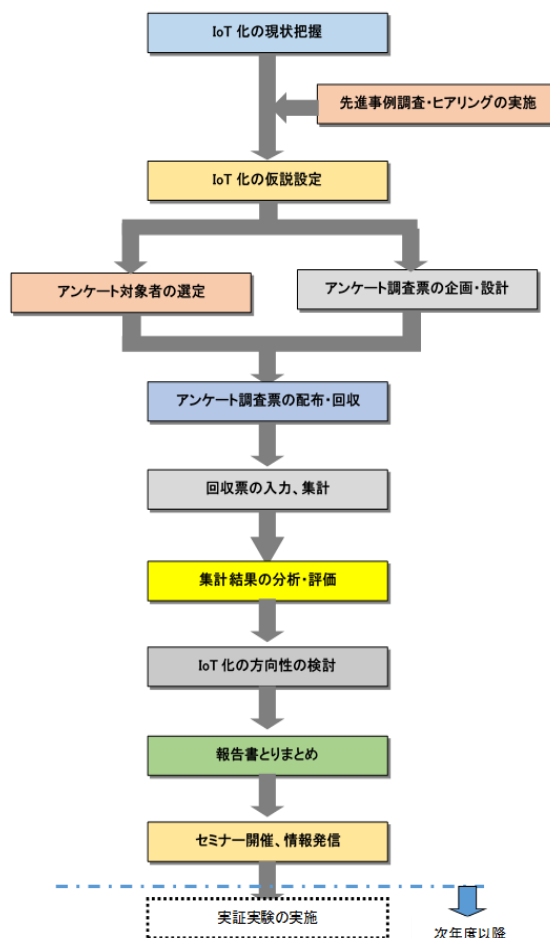 IoT 化の現状把握
先進事例調査・ヒアリングの実施
IoT 化の仮説設定
アンケート対象者の選定
アンケート調査票の企画・設計
アンケート調査票の配布・回収
回収票の入力、集計
集計結果の分析・評価
IoT 化の方向性の検討
報告書とりまとめ
セミナー開催、情報発信
実証実験の実施
次年度以降